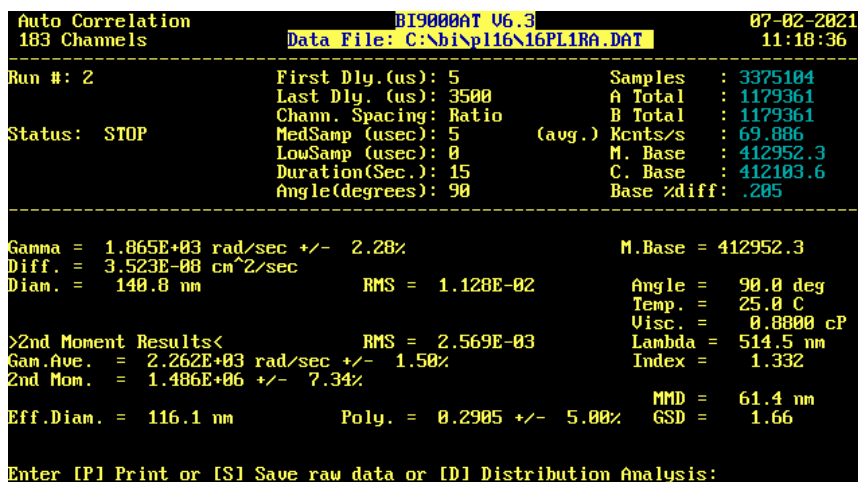 Auto Correlation BI9000AT V6.3 07-02-2021
183 Channels Data File: C:\bi\pl16\16PL1RA.DAT 11:18:36
Run #: 2 First Dly.(us): 5 Samples : 3375104
Last Dly. (us): 3500 A Total : 1179361
Chann. Spacing: Ratio B Total : 1179361
Status: STOP MedSamp (usec): 5 (avg.) Kcnts/s : 69.886
LowSamp (usec): 0 M. Base : 412952.3
Duration(Sec.): 15 C. Base : 412103.6
Angle(degrees): 90 Base %diff: .205
Gamma = 1.865E+03 rad/sec +/- 2.28% M.Base = 412952.3
Diff. = 3.523E-08 cm^2/sec
Diam. = 140.8 nm RMS = 1.128E-02 Angle = 90.0 deg
Temp. = 25.0 C
Visc. = 0.8800 cP
>2nd Moment Results< RMS = 2.569E-03 Lambda = 514.5 nm
Gam.Ave. = 2.262E+03 rad/sec +/- 1.50% Index = 1.332
2nd Mom. = 1.486E+06 +/- 7.34%
MMD = 61.4 nm
Eff.Diam. = 116.1 nm Poly. = 0.2905 +/- 5.00% GSD = 1.66
Enter [P] Print or [S] Save raw data or [D] Distribution Analysis: